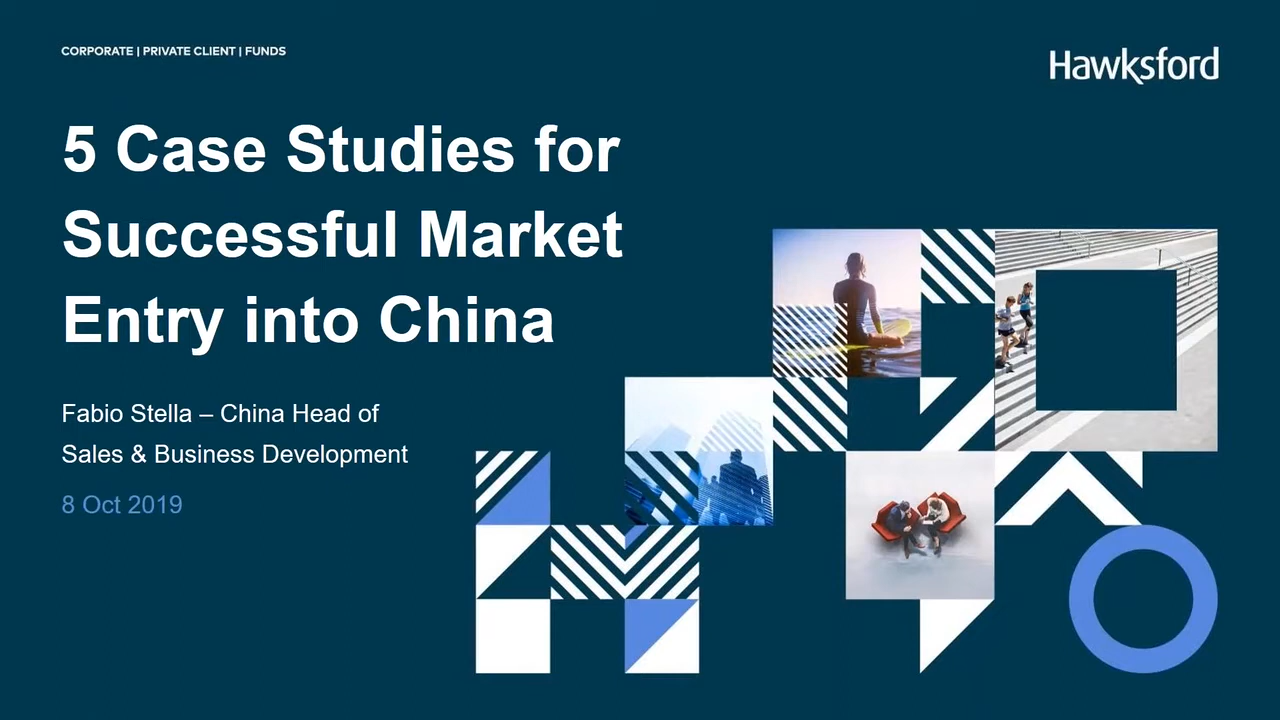 CORPORATE | PRIVATE CLIENT | FUNDS
Hawksford
5 Case Studies for
Successful Market
Entry into China
Fabio Stella – China Head of
Sales & Business Development
8 Oct 2019